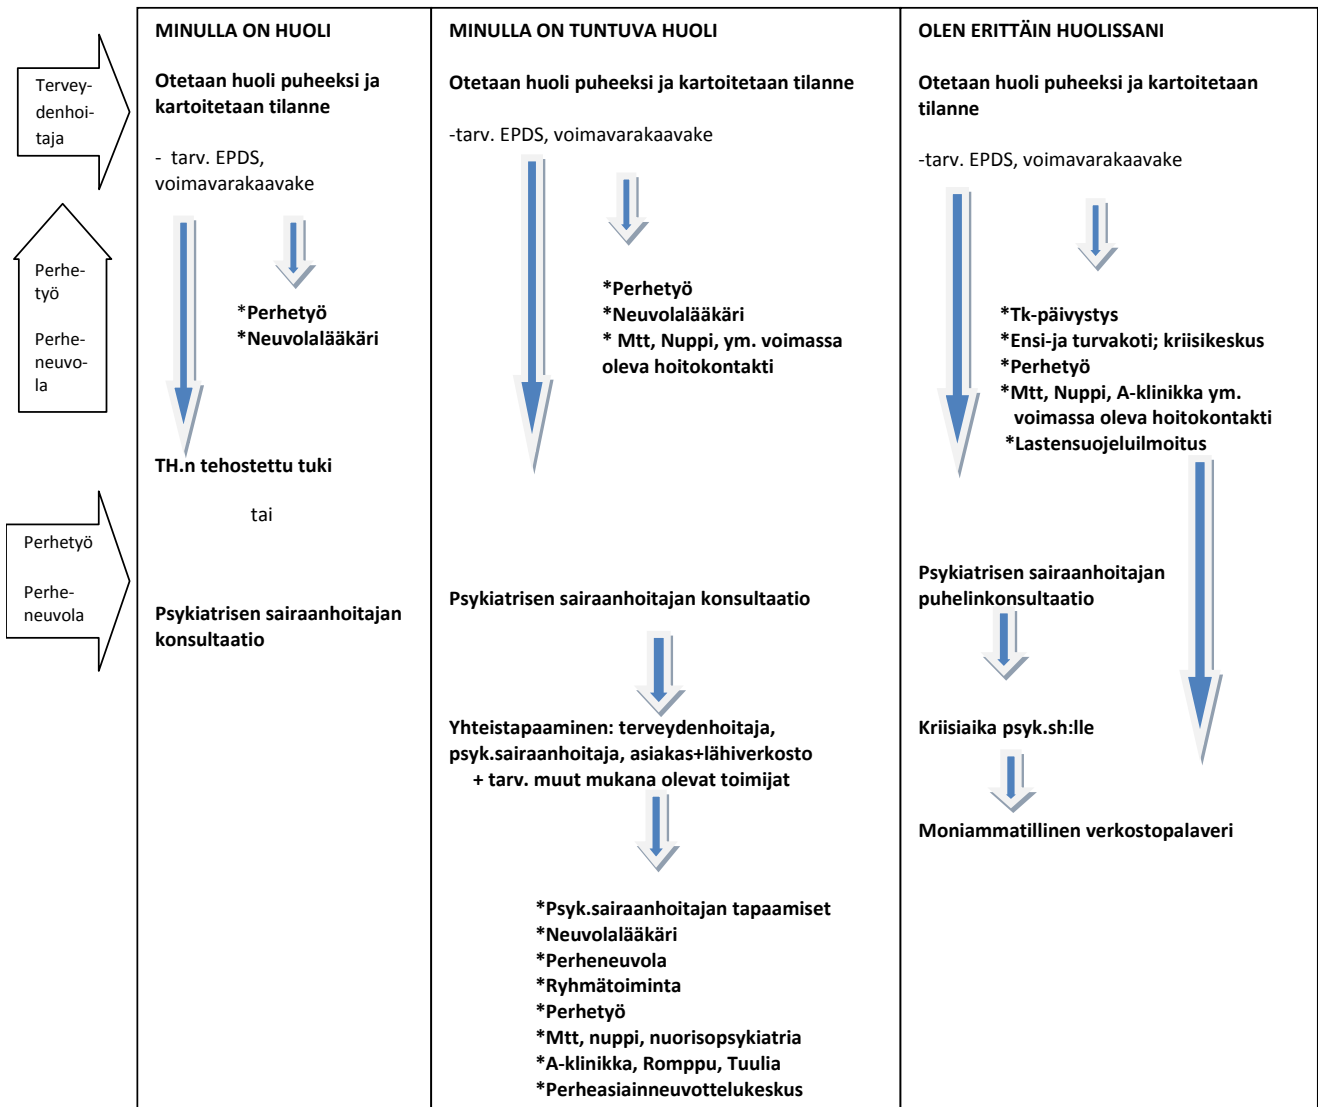 Tervey-
denhoi-
taja
Perhe-
työ
Perhe-
neuvo-
la
Perhetyö
Perhe-
neuvola
MINULLA ON HUOLI
Otetaan huoli puheeksi ja
kartoitetaan tilanne
- tarv. EPDS,
voimavarakaavake
*Perhetyö
*Neuvolalääkäri
TH.n tehostettu tuki
tai
Psykiatrisen sairaanhoitajan
konsultaatio
MINULLA ON TUNTUVA HUOLI
Otetaan huoli puheeksi ja kartoitetaan tilanne
-tarv. EPDS, voimavarakaavake
*Perhetyö
*Neuvolalääkäri
* Mtt, Nuppi, ym. voimassa
oleva hoitokontakti
Psykiatrisen sairaanhoitajan konsultaatio
Yhteistapaaminen: terveydenhoitaja,
psyk.sairaanhoitaja, asiakas+lähiverkosto
+ tarv. muut mukana olevat toimijat
*Psyk.sairaanhoitajan tapaamiset
*Neuvolalääkäri
*Perheneuvola
*Ryhmätoiminta
*Perhetyö
*Mtt, nuppi, nuorisopsykiatria
*A-klinikka, Romppu, Tuulia
*Perheasiainneuvottelukeskus
OLEN ERITTÄIN HUOLISSANI
Otetaan huoli puheeksi ja kartoitetaan
tilanne
-tarv. EPDS, voimavarakaavake
*Tk-päivystys
*Ensi-ja turvakoti; kriisikeskus
*Perhetyö
*Mtt, Nuppi, A-klinikka ym.
voimassa oleva hoitokontakti
*Lastensuojeluilmoitus
Psykiatrisen sairaanhoitajan
puhelinkonsultaatio
Kriisiaika psyk.sh:lle
Moniammatillinen verkostopalaveri